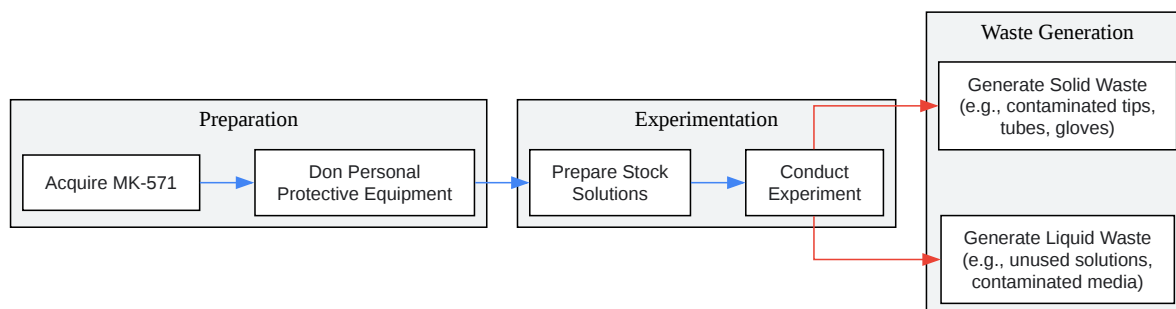 Preparation
Acquire MK-571
Don Personal
Protective Equipment
Experimentation
Prepare Stock
Solutions
Conduct
Experiment
Waste Generation
Generate Solid Waste
(e.g., contaminated tips,
tubes, gloves)
Generate Liquid Waste
(e.g., unused solutions,
contaminated media)